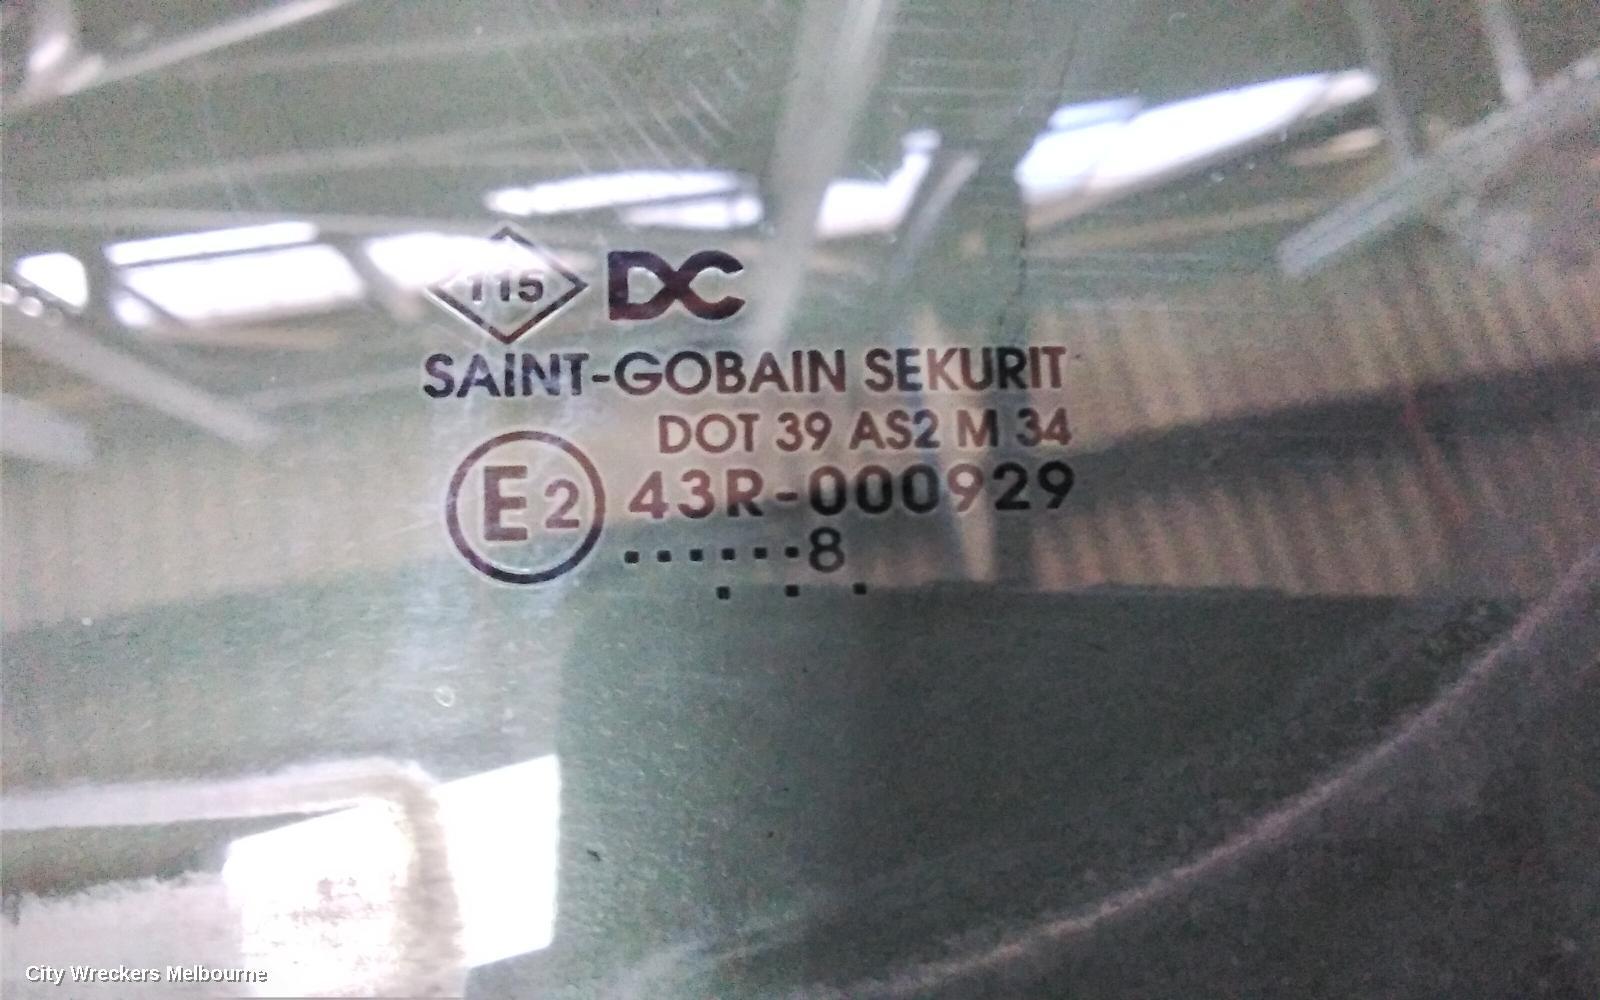 115 DC
SAINT-GOBAIN SEKURIT
DOT 39 AS2 M 34
E2 43R-000929
......8
. . .
City Wreckers Melbourne